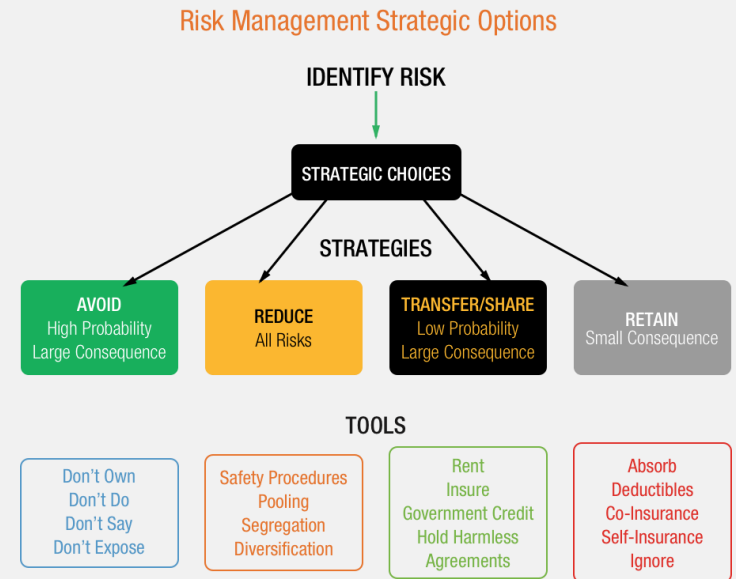 Risk Management Strategic Options
IDENTIFY RISK
STRATEGIC CHOICES
STRATEGIES
AVOID
High Probability
Large Consequence
REDUCE
All Risks
TRANSFER/SHARE
Low Probability
Large Consequence
RETAIN
Small Consequence
TOOLS
Don't Own
Don't Do
Don't Say
Don't Expose
Safety Procedures
Pooling
Segregation
Diversification
Rent
Insure
Government Credit
Hold Harmless
Agreements
Absorb
Deductibles
Co-Insurance
Self-Insurance
Ignore